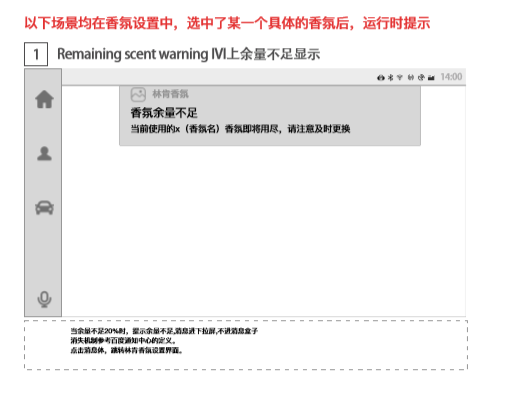 以下场景均在香氛设置中，选中了某一个具体的香氛后，运行时提示
1 Remaining scent warning IVI上余量不足显示
14:00
林肯香氛
香氛余量不足
当前使用的x（香氛名）香氛即将用尽，请注意及时更换
当余量不足20%时，提示余量不足,消息进下拉屏,不进消息盒子
消失机制参考百度通知中心的定义。
点击消息体，跳转林肯香氛设置界面。